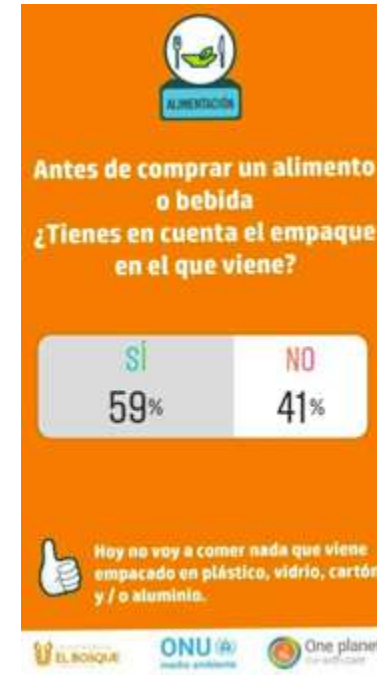 ALIMENTACIÓN
Antes de comprar un alimento
o bebida
¿Tienes en cuenta el empaque
en el que viene?
SÍ NO
59% 41%
Hoy no voy a comer nada que viene
empacado en plástico, vidrio, cartón
y / o aluminio.
EL BOSQUE ONU One planet
medio ambiente